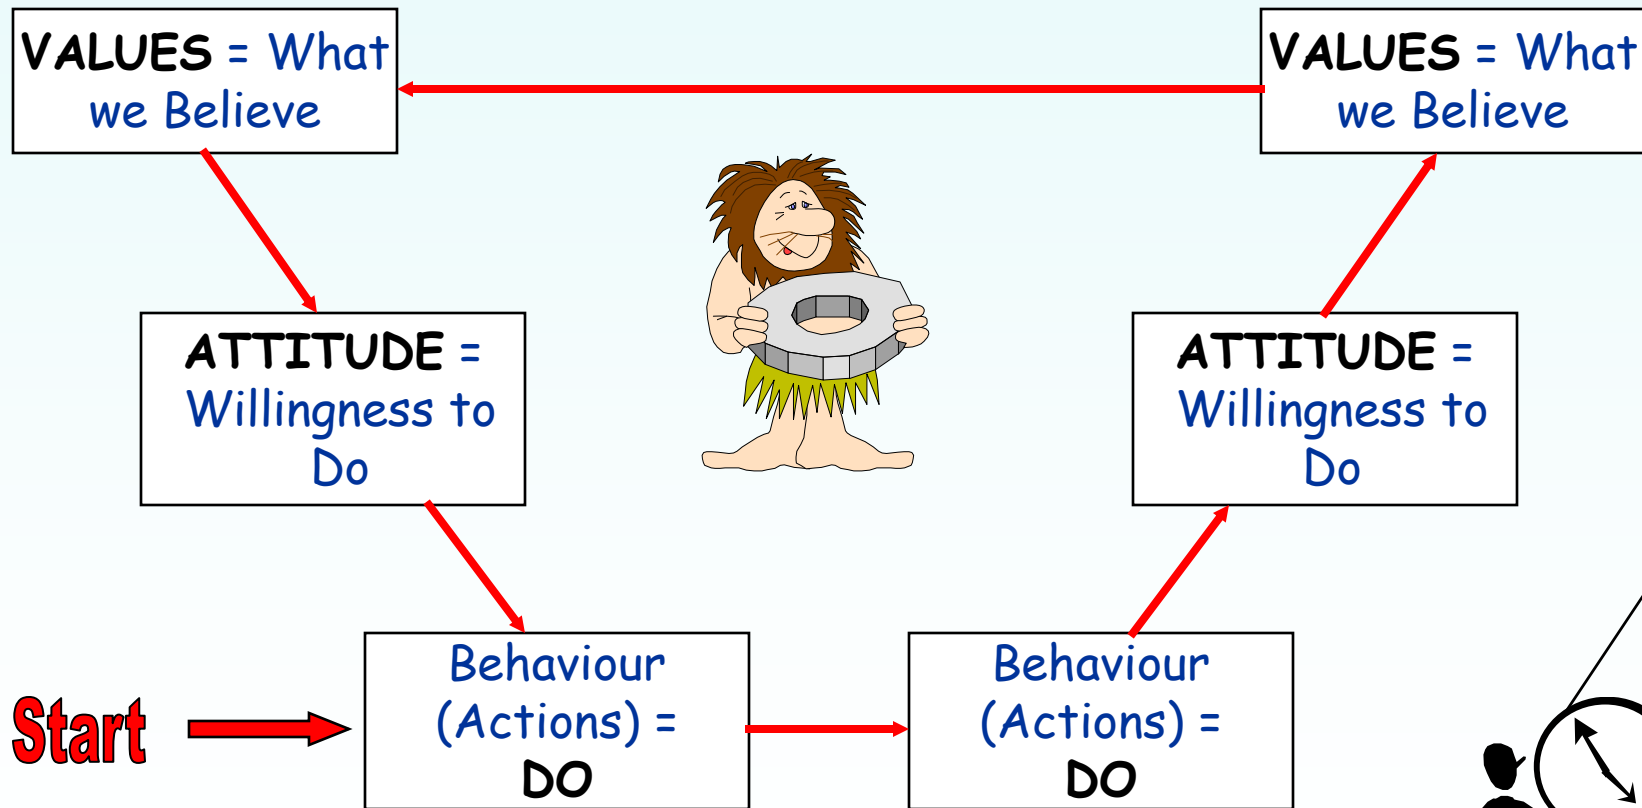 VALUES = What
we Believe
VALUES = What
we Believe
ATTITUDE =
Willingness to
Do
ATTITUDE =
Willingness to
Do
Start
Behaviour
(Actions) =
DO
Behaviour
(Actions) =
DO